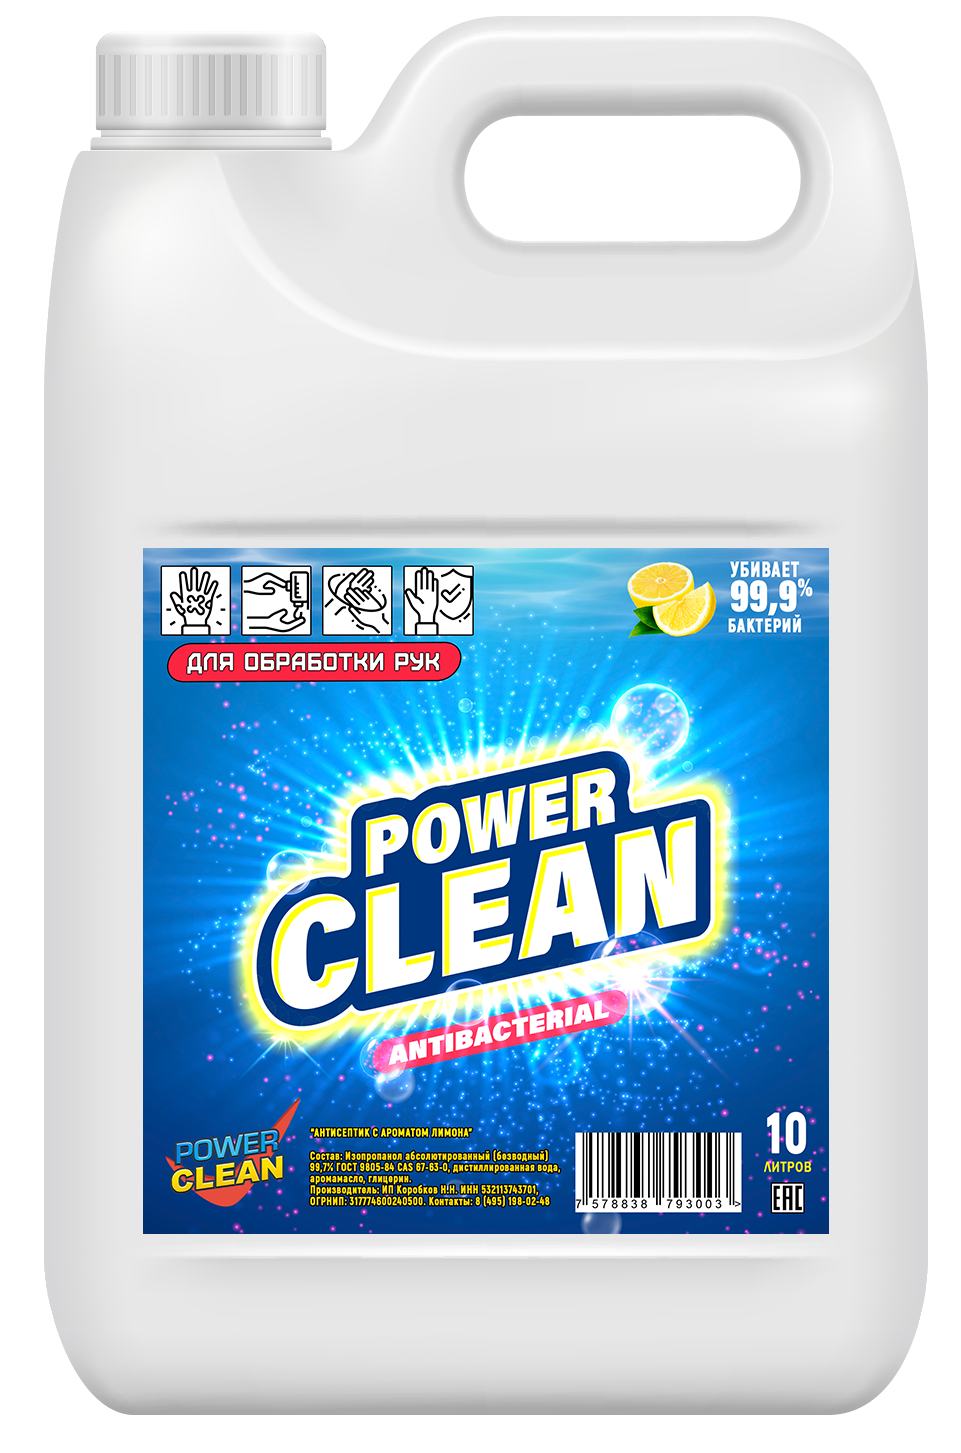 УБИВАЕТ
99,9%
БАКТЕРИЙ
ДЛЯ ОБРАБОТКИ РУК
POWER
CLEAN
ANTIBACTERIAL
POWER
CLEAN
"АНТИСЕПТИК С АРОМАТОМ ЛИМОНА"
Состав: Изопропанол абсолютированный (безводный)
99,7% ГОСТ 9805-84 CAS 67-63-0, дистиллированная вода,
аромамасло, глицерин.
Производитель: ИП Коробков Н.Н. ИНН 532113743701,
ОГРНИП: 317774600240500. Контакты: 8 (495) 198-02-48
7 578838 793003 >
10
ЛИТРОВ
EAC